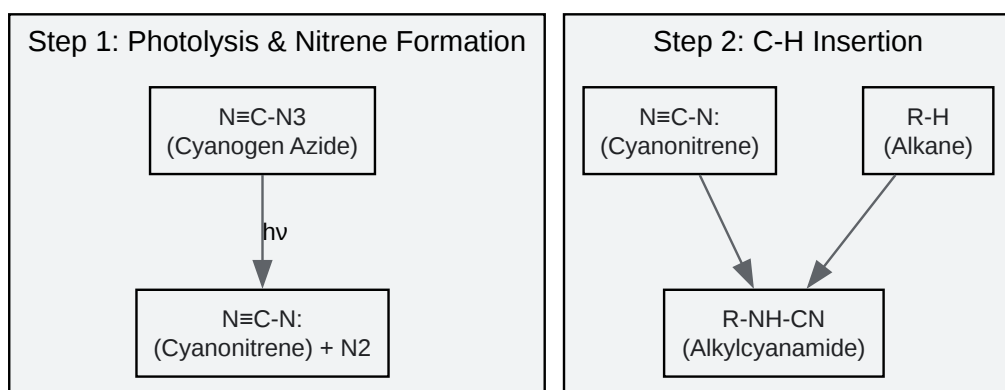 Step 1: Photolysis & Nitrene Formation
N≡C-N3
(Cyanogen Azide)
hν
N≡C-N:
(Cyanonitrene) + N2
Step 2: C-H Insertion
N≡C-N:
(Cyanonitrene)
R-H
(Alkane)
R-NH-CN
(Alkylcyanamide)